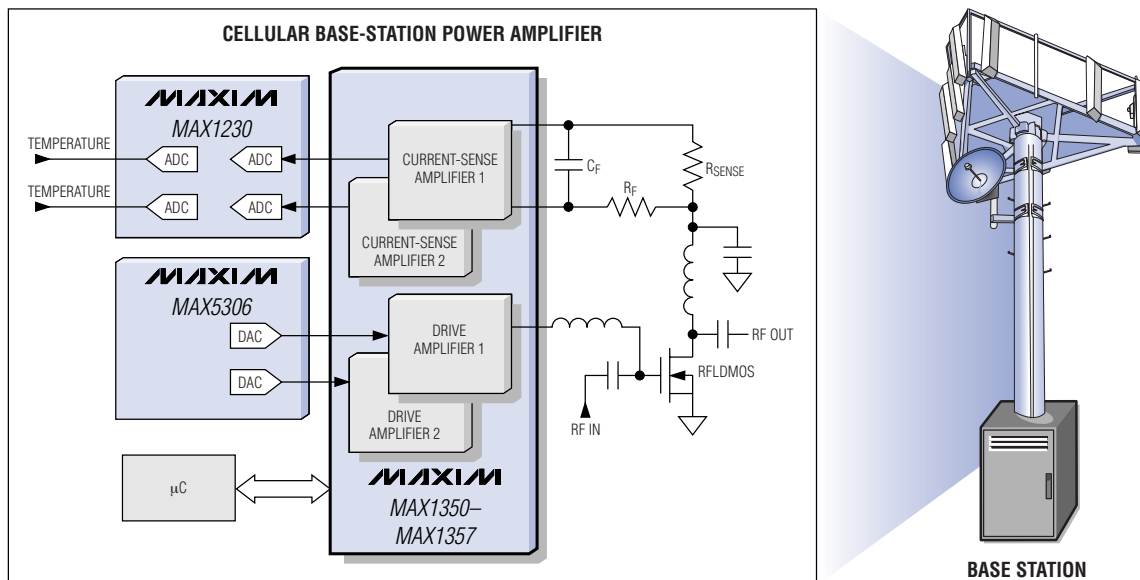 CELLULAR BASE-STATION POWER AMPLIFIER
MAXIM
MAX1230
TEMPERATURE
ADC
ADC
TEMPERATURE
ADC
ADC
MAXIM
MAX5306
DAC
DAC
µC
CURRENT-SENSE
AMPLIFIER 1
CURRENT-SENSE
AMPLIFIER 2
DRIVE
AMPLIFIER 1
DRIVE
AMPLIFIER 2
MAXIM
MAX1350–
MAX1357
CF
RF
RSENSE
RF OUT
RFLDMOS
RF IN
BASE STATION